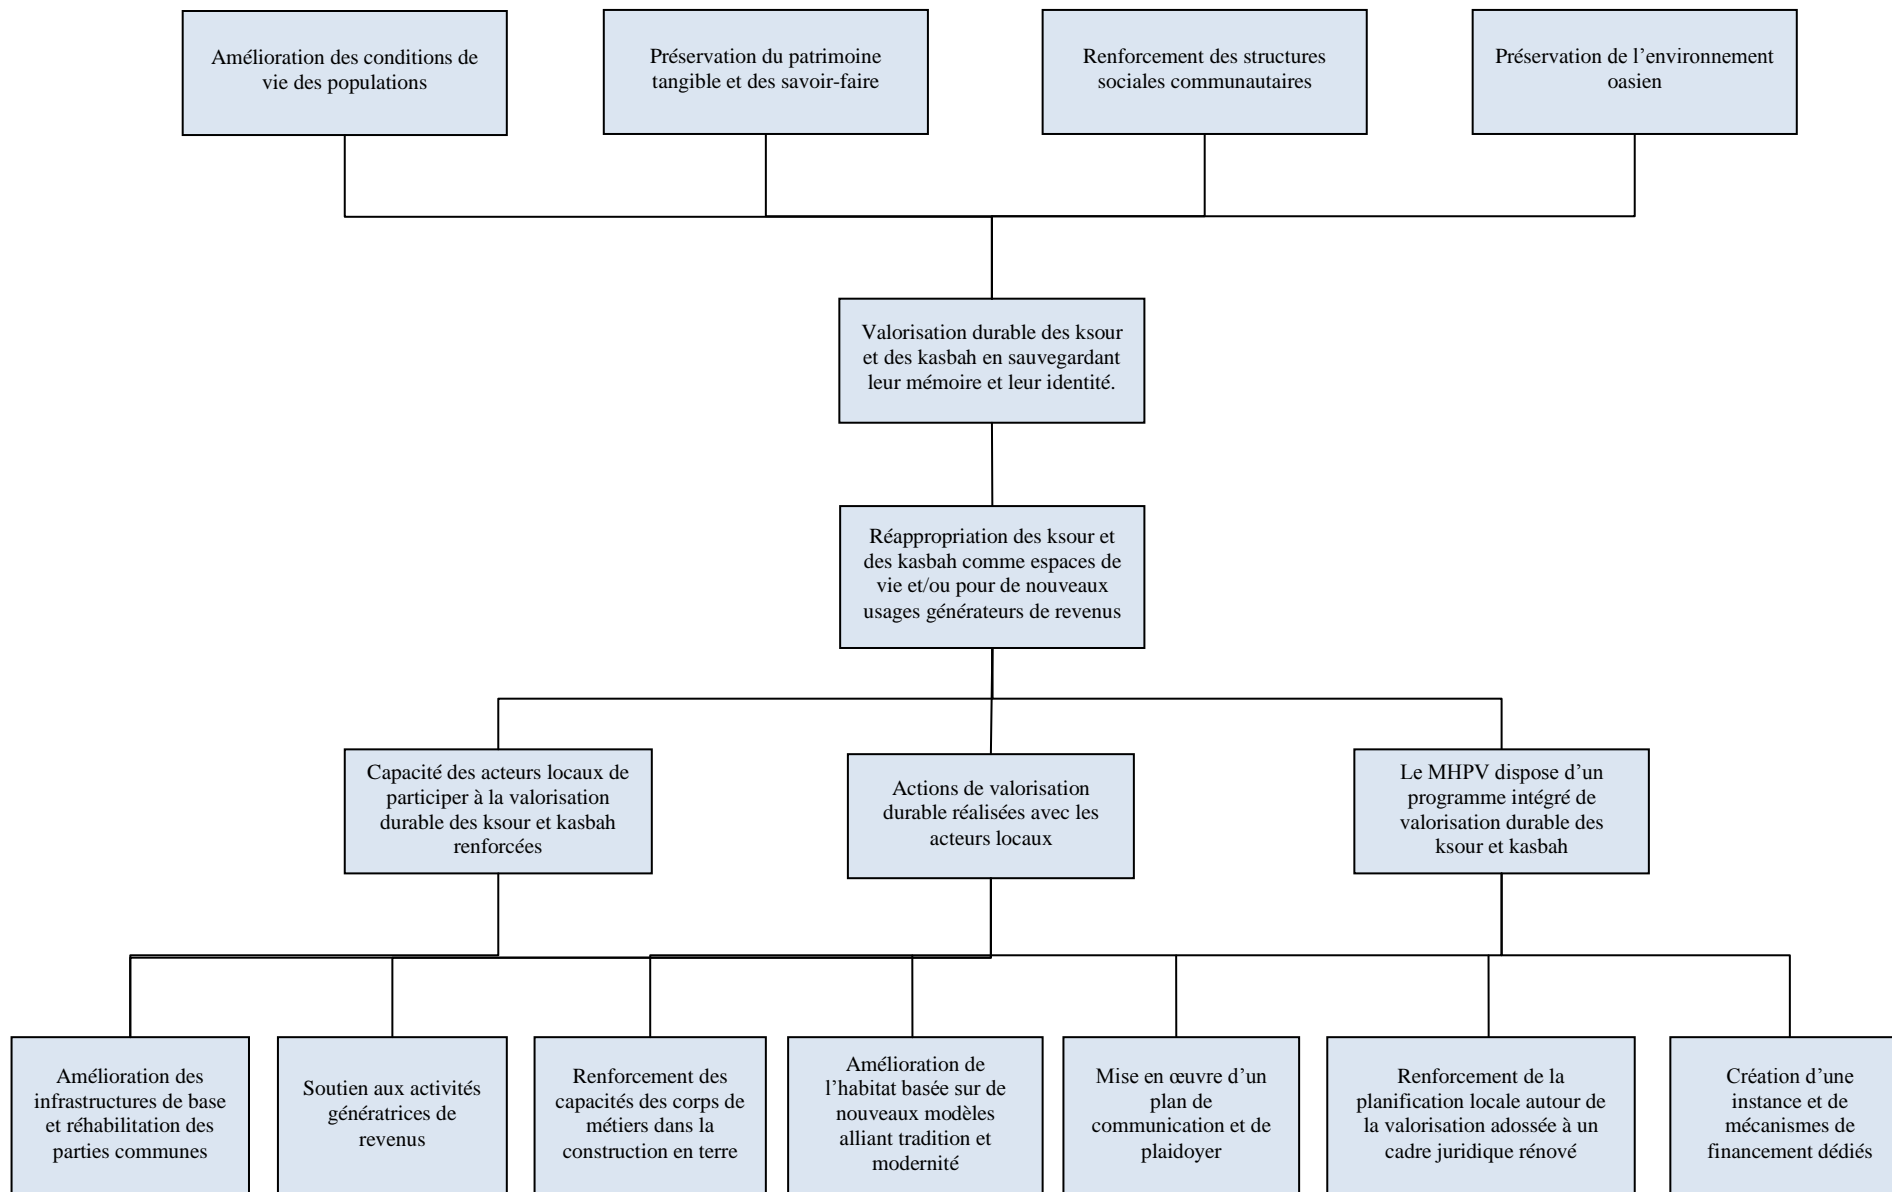 Amélioration des conditions de
vie des populations
Préservation du patrimoine
tangible et des savoir-faire
Renforcement des structures
sociales communautaires
Préservation de l’environnement
oasien
Valorisation durable des ksour
et des kasbah en sauvegardant
leur mémoire et leur identité.
Réappropriation des ksour et
des kasbah comme espaces de
vie et/ou pour de nouveaux
usages générateurs de revenus
Capacité des acteurs locaux de
participer à la valorisation
durable des ksour et kasbah
renforcées
Actions de valorisation
durable réalisées avec les
acteurs locaux
Le MHPV dispose d’un
programme intégré de
valorisation durable des
ksour et kasbah
Amélioration des
infrastructures de base
et réhabilitation des
parties communes
Soutien aux activités
génératrices de
revenus
Renforcement des
capacités des corps de
métiers dans la
construction en terre
Amélioration de
l’habitat basée sur de
nouveaux modèles
alliant tradition et
modernité
Mise en œuvre d’un
plan de
communication et de
plaidoyer
Renforcement de la
planification locale autour de
la valorisation adossée à un
cadre juridique rénové
Création d’une
instance et de
mécanismes de
financement dédiés